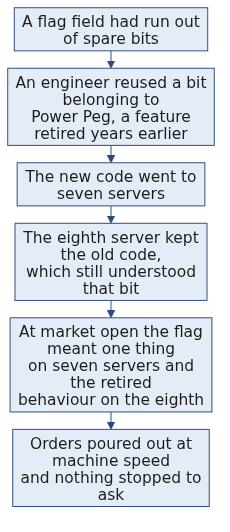 A flag field had run out
of spare bits
An engineer reused a bit
belonging to
Power Peg, a feature
retired years earlier
The new code went to
seven servers
The eighth server kept
the old code,
which still understood
that bit
At market open the flag
meant one thing
on seven servers and
the retired
behaviour on the eighth
Orders poured out at
machine speed
and nothing stopped to
ask